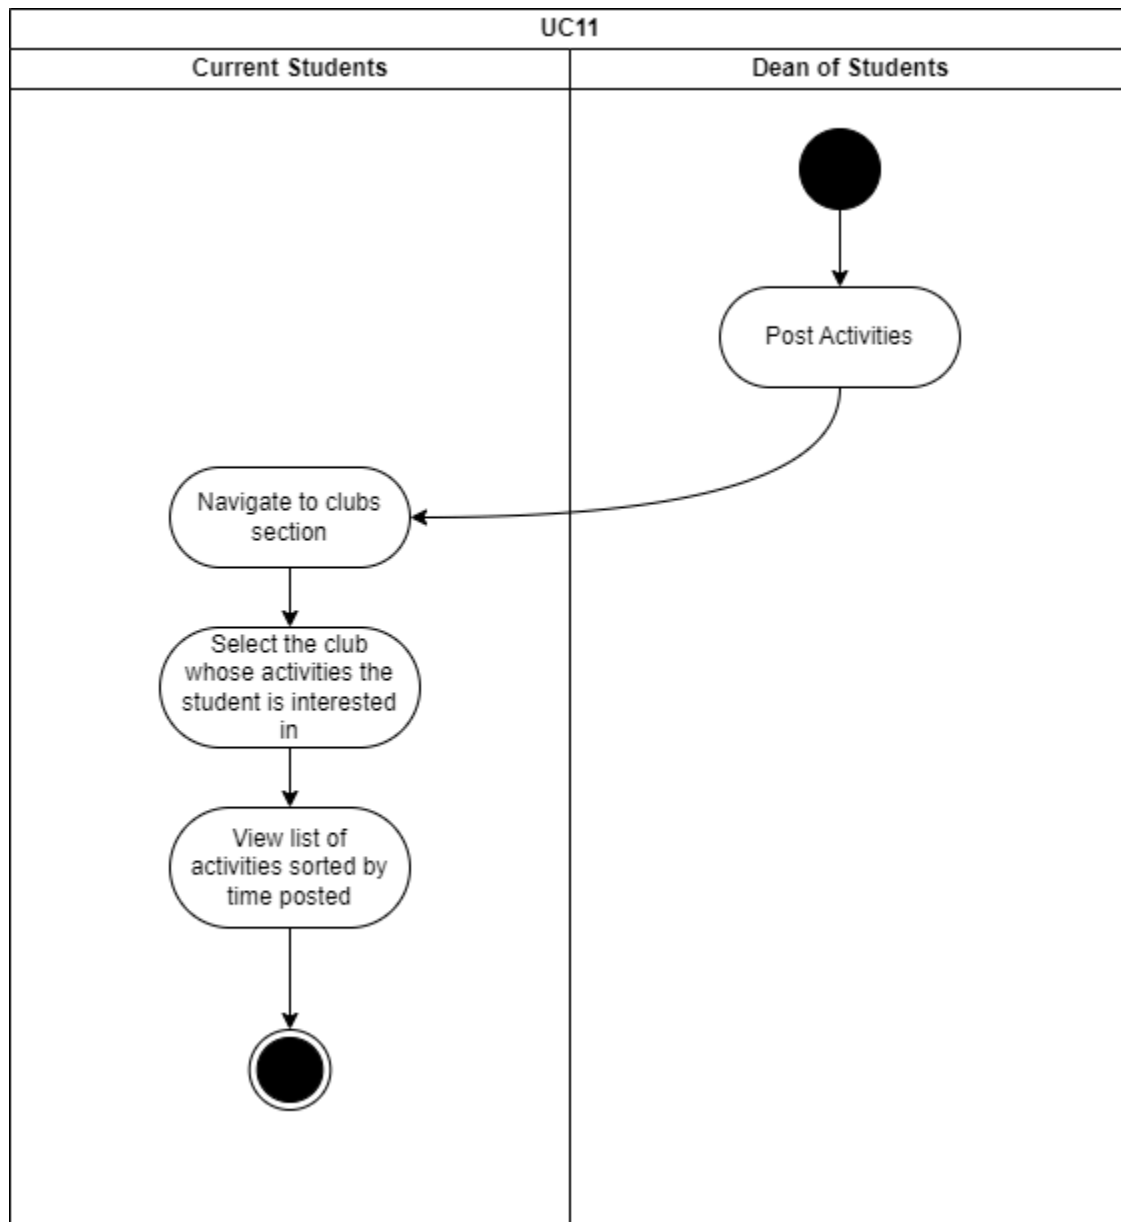 UC11
Current Students
Dean of Students
Post Activities
Navigate to clubs
section
Select the club
whose activities the
student is interested
in
View list of
activities sorted by
time posted